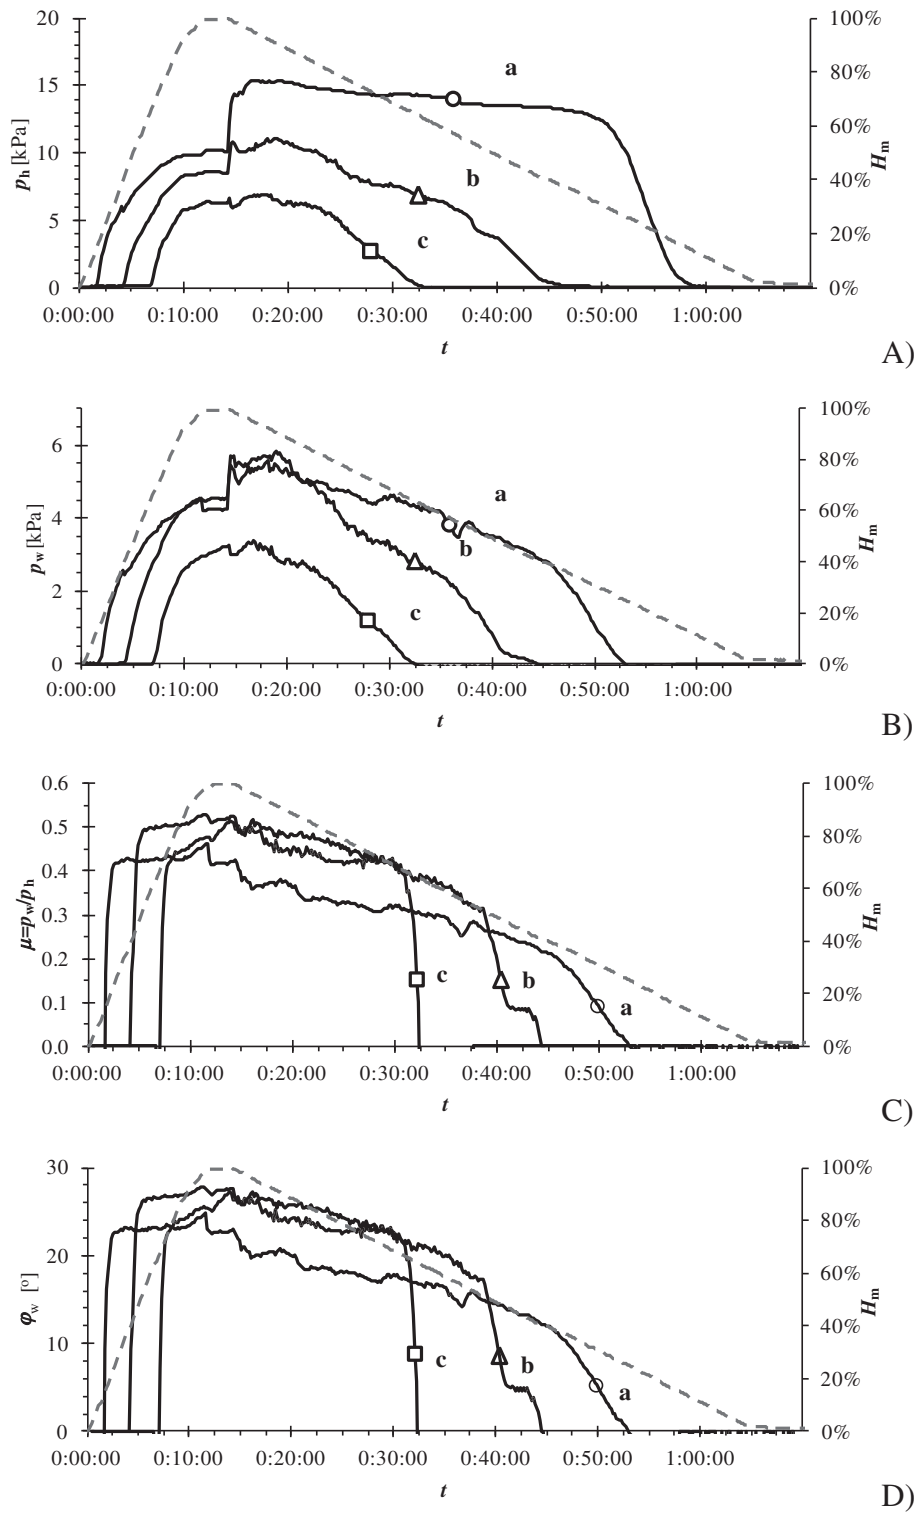 20
15
10
5
0
p_h [kPa]
a
b
c
100%
80%
60%
40%
20%
0%
H_m
0:00:00 0:10:00 0:20:00 0:30:00 0:40:00 0:50:00 1:00:00
t
A)
6
4
2
0
p_w [kPa]
a
b
c
100%
80%
60%
40%
20%
0%
H_m
0:00:00 0:10:00 0:20:00 0:30:00 0:40:00 0:50:00 1:00:00
t
B)
0.6
0.5
0.4
0.3
0.2
0.1
0.0
μ=p_w/p_h
c
b
a
100%
80%
60%
40%
20%
0%
H_m
0:00:00 0:10:00 0:20:00 0:30:00 0:40:00 0:50:00 1:00:00
t
C)
30
20
10
0
φ_w [°]
c
b
a
100%
80%
60%
40%
20%
0%
H_m
0:00:00 0:10:00 0:20:00 0:30:00 0:40:00 0:50:00 1:00:00
t
D)